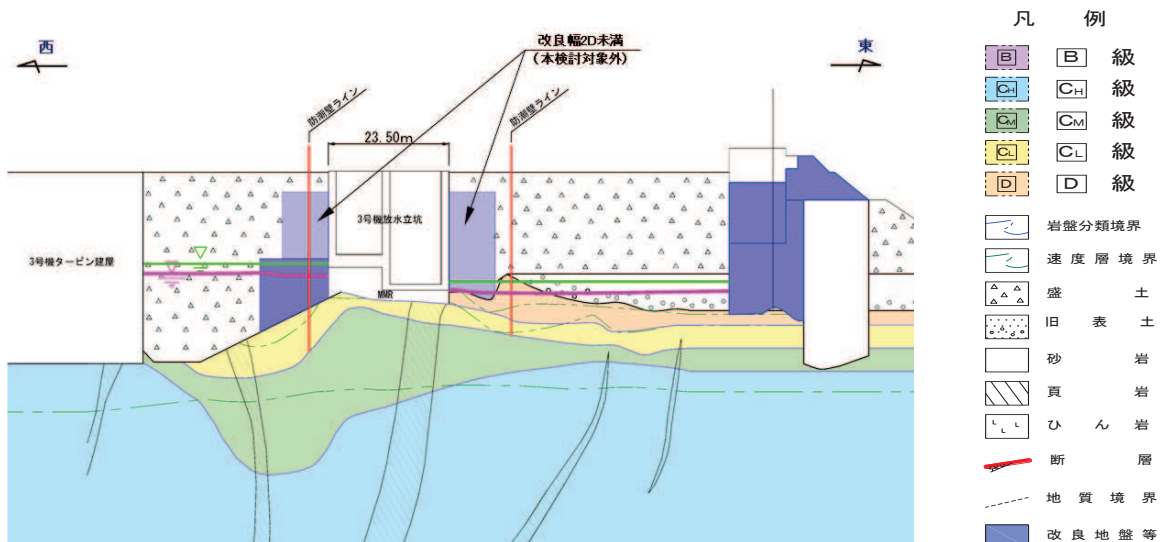 西
改良幅2D未満
(本検討対象外)
東
防潮壁ライン
23.50m
防潮壁ライン
3号機放水立坑
3号機タービン建屋
MMR
凡 例
B B 級
CH CH 級
CM CM 級
CL CL 級
D D 級
岩盤分類境界
速度層境界
盛 土
旧 表 土
砂 岩
頁 岩
ひ ん 岩
断 層
地 質 境 界
改 良 地 盤 等